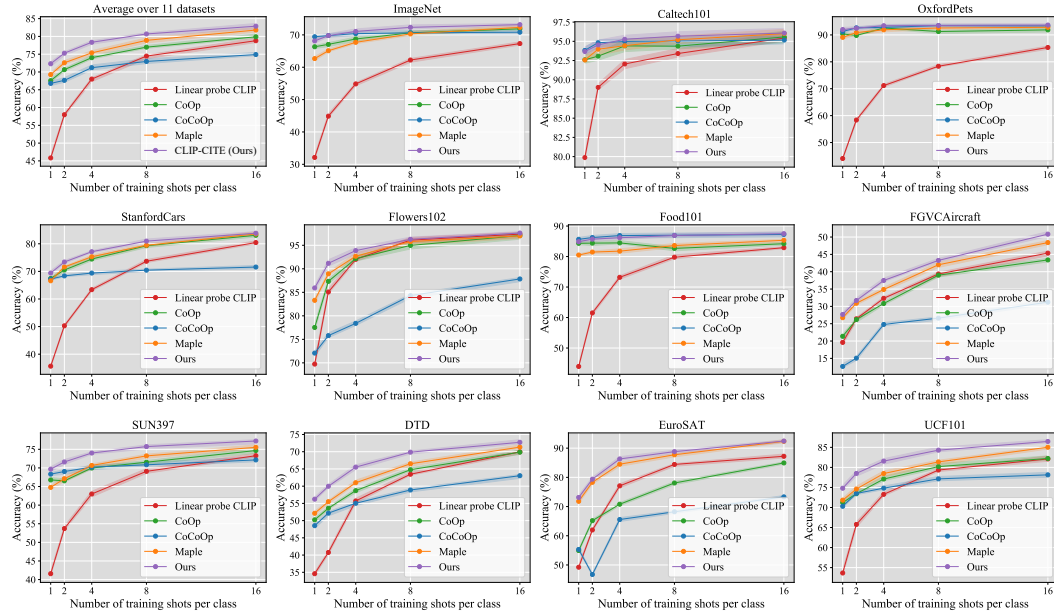 Average over 11 datasets
Accuracy (%)
85
80
75
70
65
60
55
50
45
Linear probe CLIP
CoOp
CoCoOp
Maple
CLIP-CITE (Ours)
1 2 4 8 16
Number of training shots per class
ImageNet
Accuracy (%)
70
60
50
40
30
Linear probe CLIP
CoOp
CoCoOp
Maple
Ours
1 2 4 8 16
Number of training shots per class
Caltech101
Accuracy (%)
97.5
95.0
92.5
90.0
87.5
85.0
82.5
80.0
Linear probe CLIP
CoOp
CoCoOp
Maple
Ours
1 2 4 8 16
Number of training shots per class
OxfordPets
Accuracy (%)
90
80
70
60
50
Linear probe CLIP
CoOp
CoCoOp
Maple
Ours
1 2 4 8 16
Number of training shots per class
StanfordCars
Accuracy (%)
80
70
60
50
40
Linear probe CLIP
CoOp
CoCoOp
Maple
Ours
1 2 4 8 16
Number of training shots per class
Flowers102
Accuracy (%)
95
90
85
80
75
70
Linear probe CLIP
CoOp
CoCoOp
Maple
Ours
1 2 4 8 16
Number of training shots per class
Food101
Accuracy (%)
90
80
70
60
50
Linear probe CLIP
CoOp
CoCoOp
Maple
Ours
1 2 4 8 16
Number of training shots per class
FGVCAircraft
Accuracy (%)
50
45
40
35
30
25
20
15
Linear probe CLIP
CoOp
CoCoOp
Maple
Ours
1 2 4 8 16
Number of training shots per class
SUN397
Accuracy (%)
75
70
65
60
55
50
45
40
Linear probe CLIP
CoOp
CoCoOp
Maple
Ours
1 2 4 8 16
Number of training shots per class
DTD
Accuracy (%)
75
70
65
60
55
50
45
40
35
Linear probe CLIP
CoOp
CoCoOp
Maple
Ours
1 2 4 8 16
Number of training shots per class
EuroSAT
Accuracy (%)
90
80
70
60
50
Linear probe CLIP
CoOp
CoCoOp
Maple
Ours
1 2 4 8 16
Number of training shots per class
UCF101
Accuracy (%)
85
80
75
70
65
60
55
Linear probe CLIP
CoOp
CoCoOp
Maple
Ours
1 2 4 8 16
Number of training shots per class